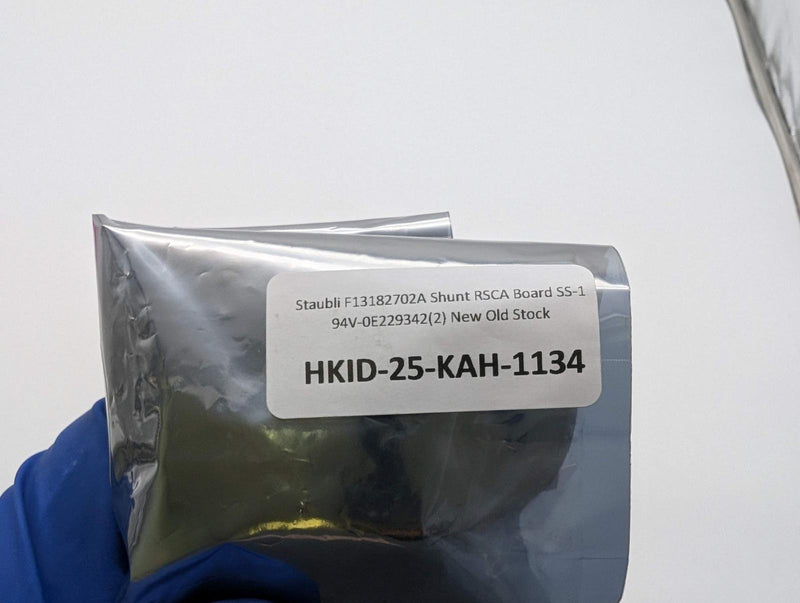 Staubli F13182702A Shunt RSCA Board SS-1
94V-0E229342(2) New Old Stock
HKID-25-KAH-1134